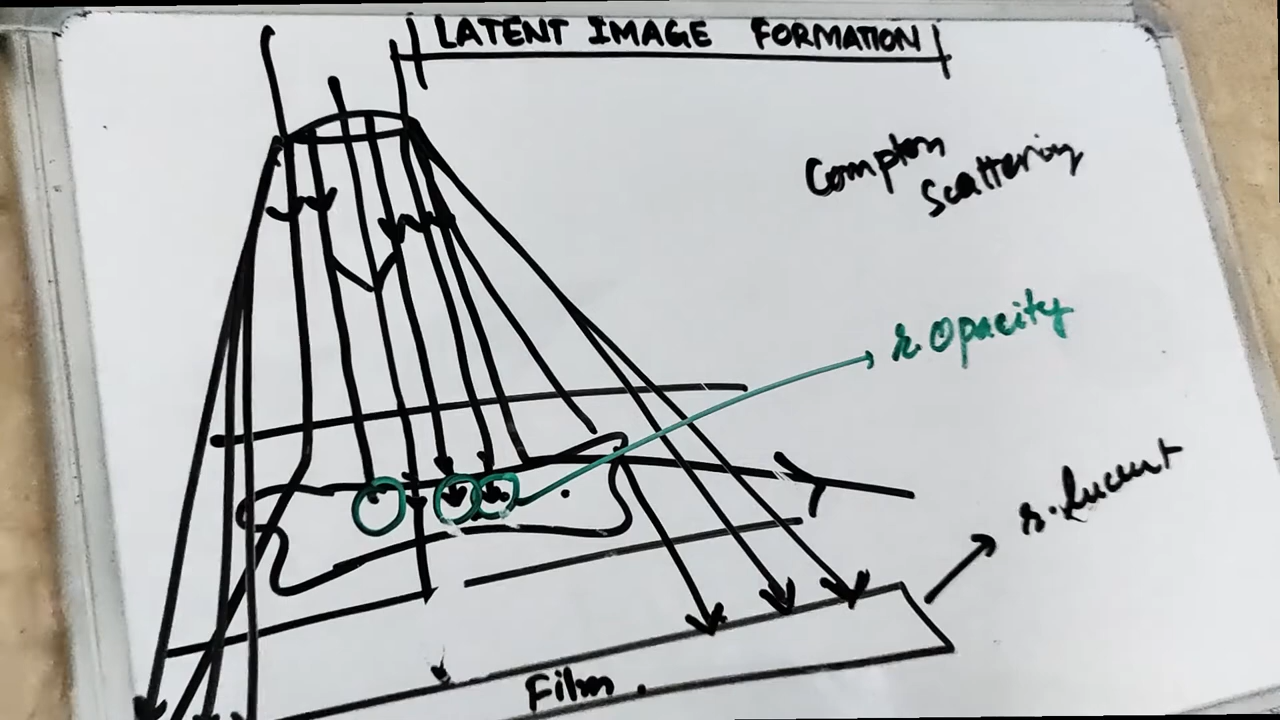 LATENT IMAGE FORMATION
Compton
Scattering
r. Opacity
r. lucent
Film.